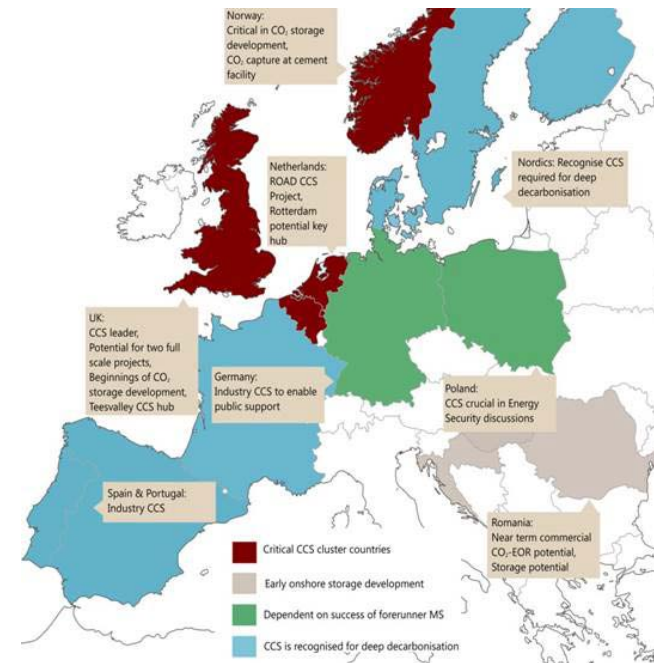 Norway:
Critical in CO₂ storage
development,
CO₂ capture at cement
facility
Netherlands:
ROAD CCS
Project,
Rotterdam
potential key
hub
Nordics: Recognise CCS
required for deep
decarbonisation
UK:
CCS leader,
Potential for two full
scale projects,
Beginnings of CO₂
storage development,
Teesvalley CCS hub
Germany:
Industry CCS to enable
public support
Poland:
CCS crucial in Energy
Security discussions
Spain & Portugal:
Industry CCS
Romania:
Near term commercial
CO₂-EOR potential,
Storage potential
Critical CCS cluster countries
Early onshore storage development
Dependent on success of forerunner MS
CCS is recognised for deep decarbonisation